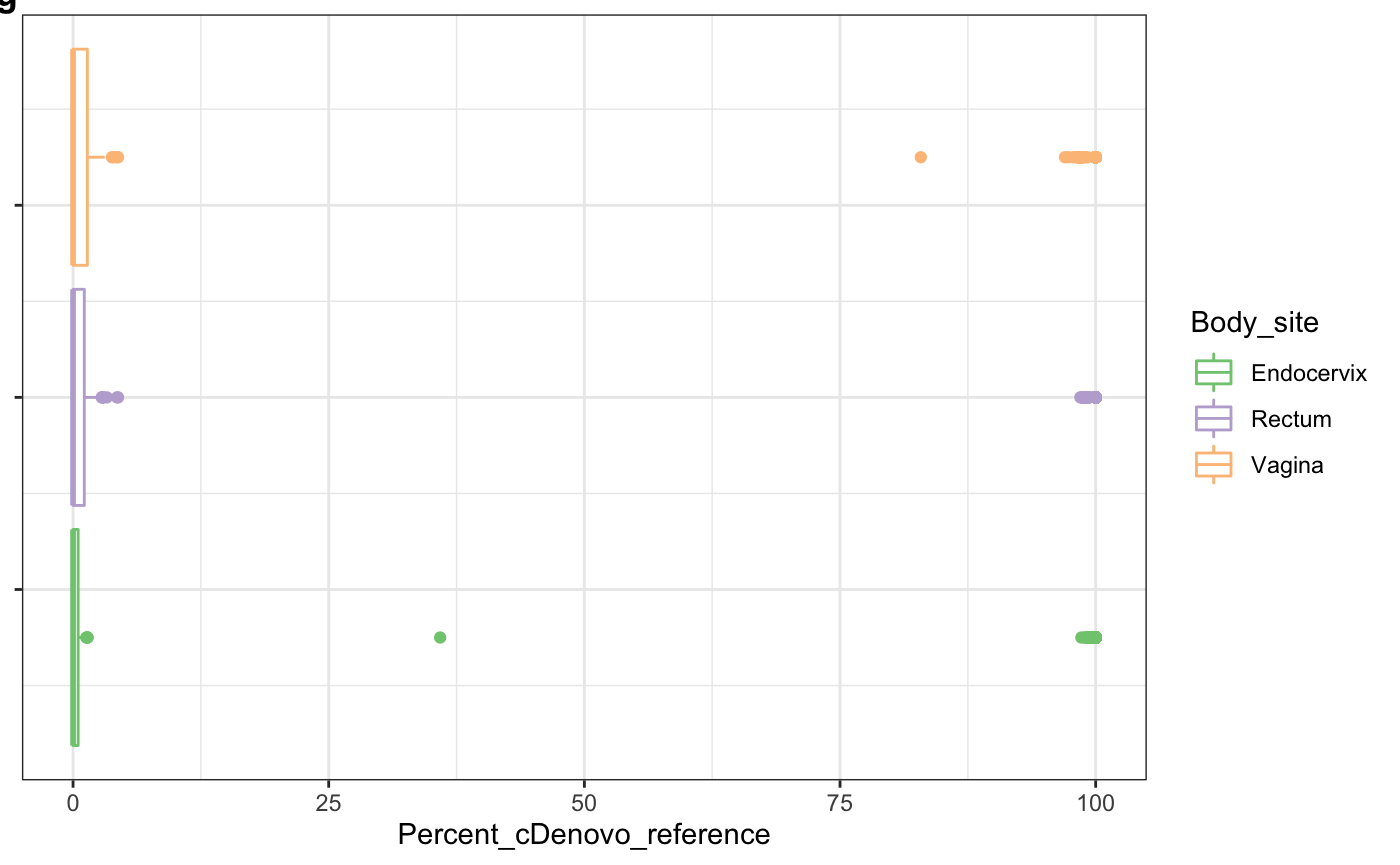 Body_site
Endocervix
Rectum
Vagina
0 25 50 75 100
Percent_cDenovo_reference